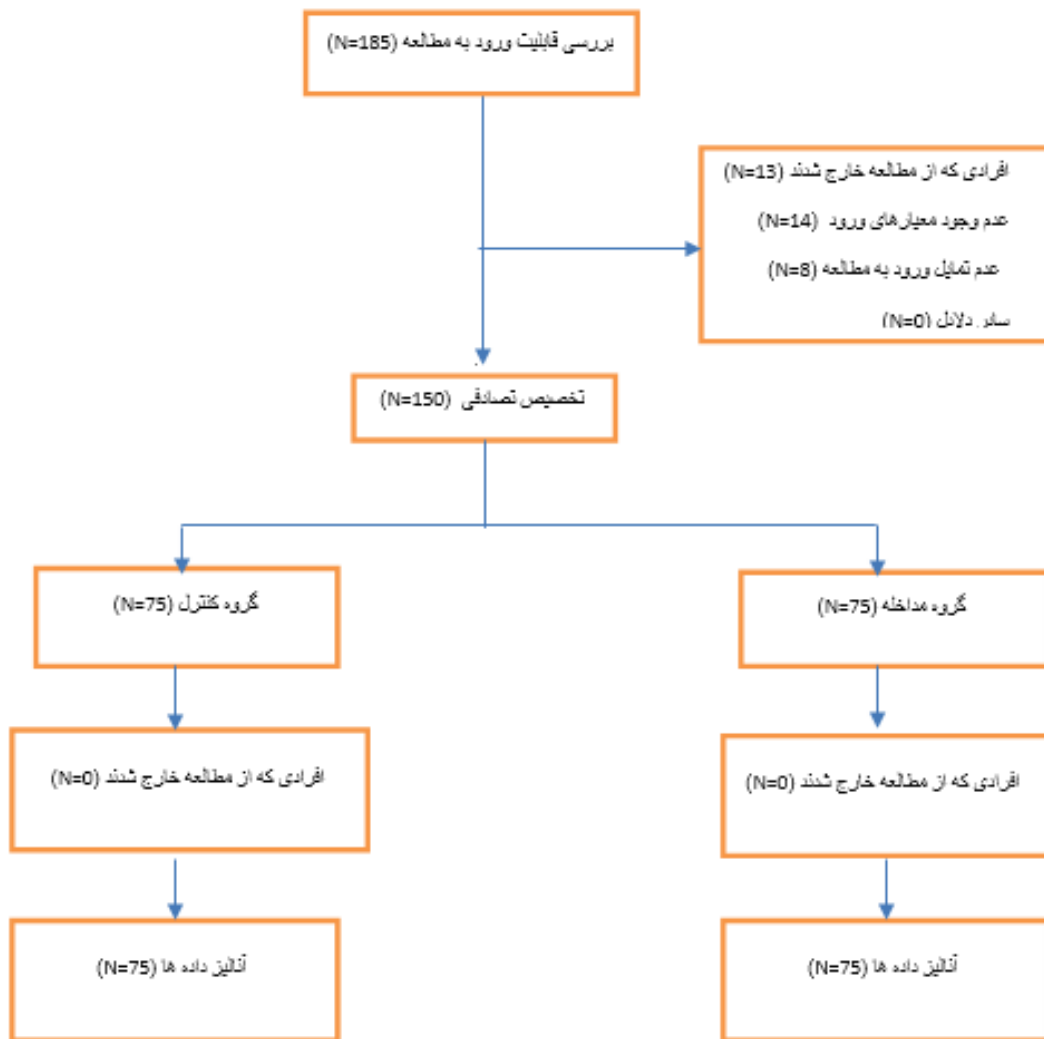 بررسی قابلیت ورود به مطالعه (N=185)
افرادی که از مطالعه خارج شدند (N=13)
عدم وجود معیارهای ورود (N=14)
عدم تمایل ورود به مطالعه (N=8)
سایر دلایل (N=0)
تخصیص تصادفی (N=150)
گروه مداخله (N=75)
گروه کنترل (N=75)
افرادی که از مطالعه خارج شدند (N=0)
افرادی که از مطالعه خارج شدند (N=0)
آنالیز داده ها (N=75)
آنالیز داده ها (N=75)